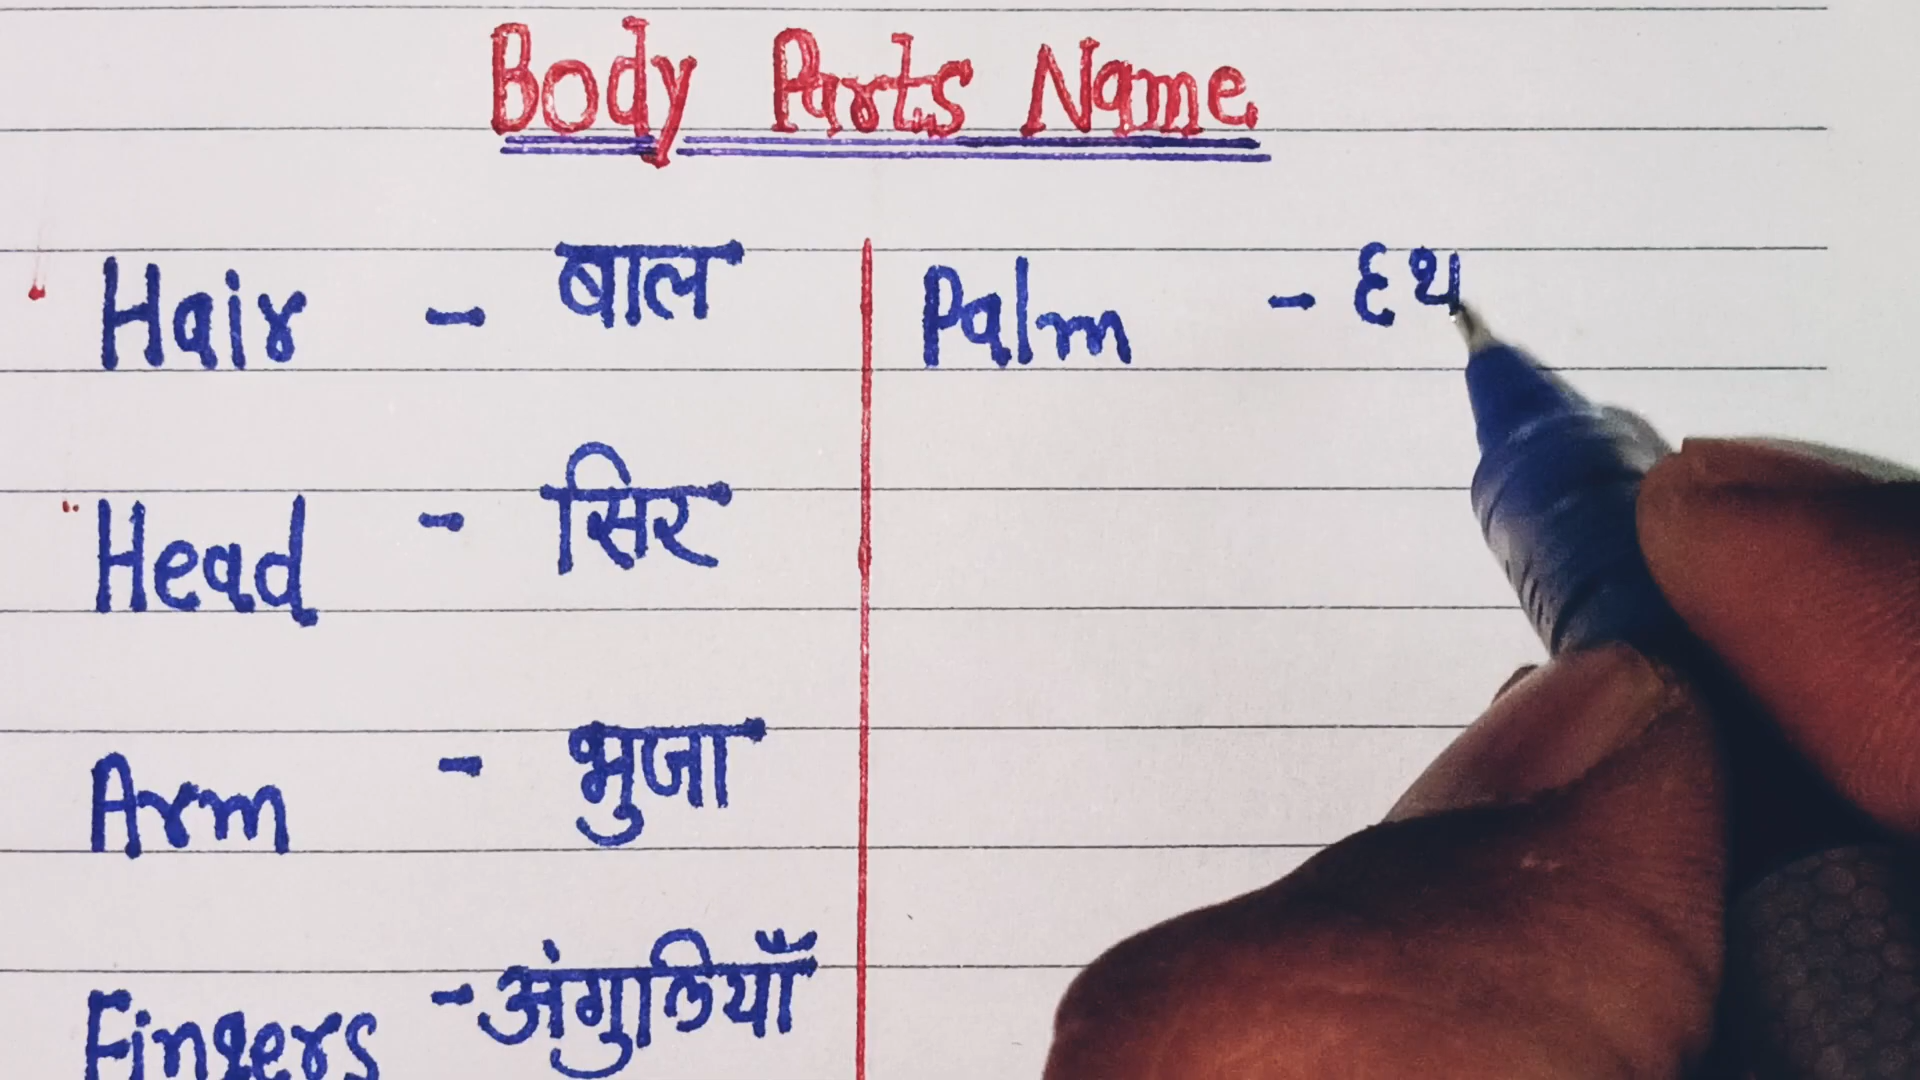 Body Parts Name
Hair - बाल
Head - सिर
Arm - भुजा
Fingers - अंगुलियाँ
Palm - हथ